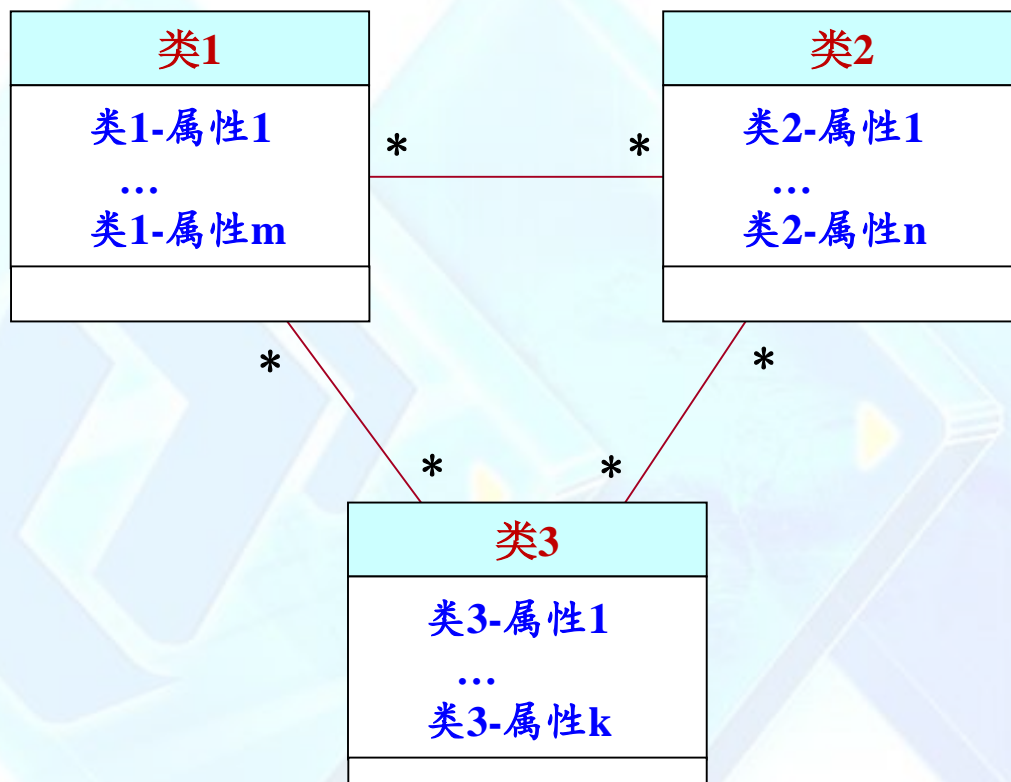 类1
类1-属性1
…
类1-属性m
*
*
类2
类2-属性1
…
类2-属性n
*
*
*
*
类3
类3-属性1
…
类3-属性k